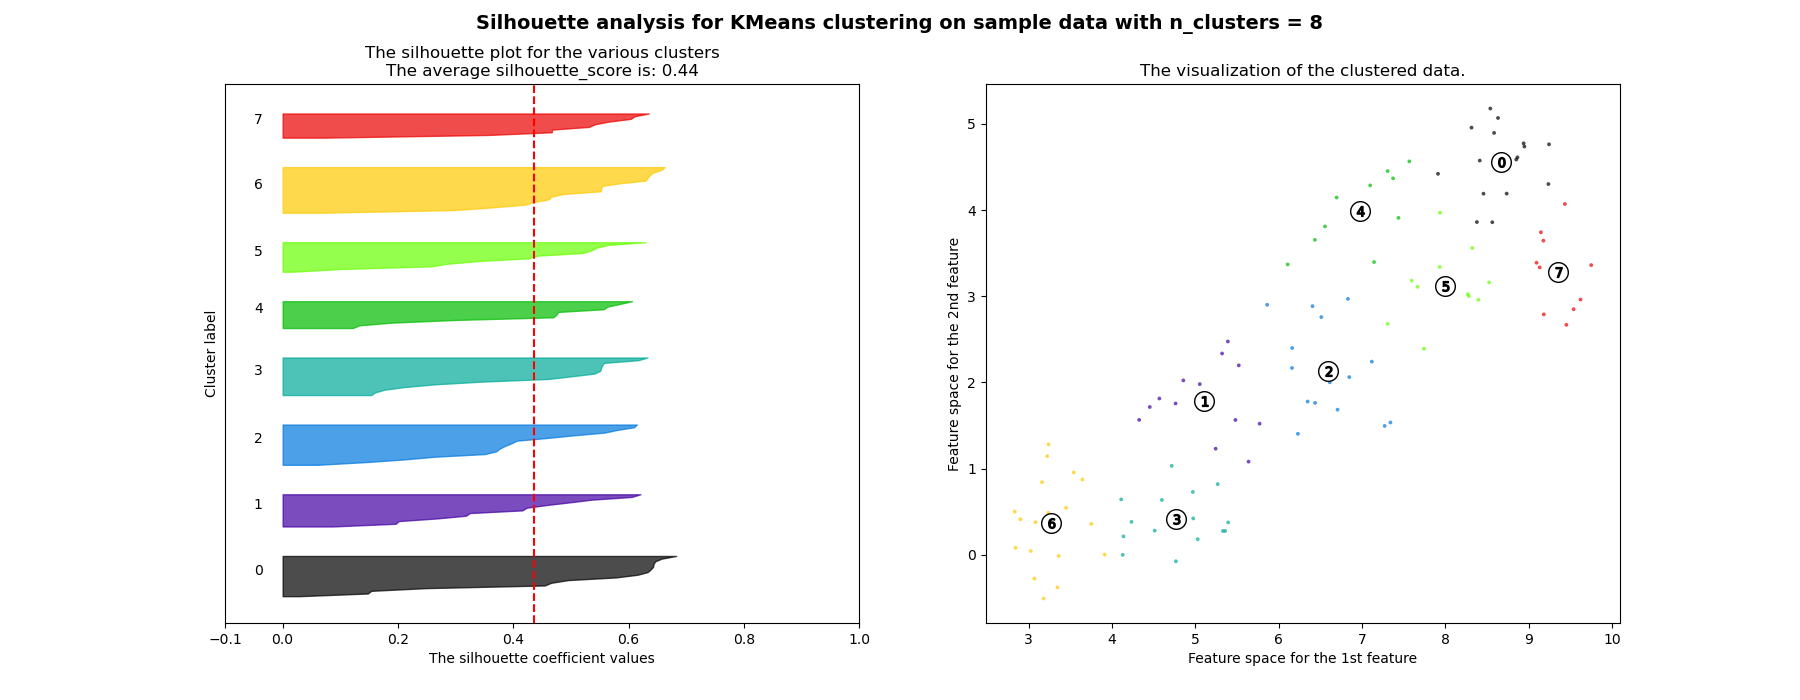 Silhouette analysis for KMeans clustering on sample data with n_clusters = 8
The silhouette plot for the various clusters
The average silhouette_score is: 0.44
7
6
5
4
3
2
1
0
Cluster label
−0.1 0.0 0.2 0.4 0.6 0.8 1.0
The silhouette coefficient values
The visualization of the clustered data.
5
4
3
2
1
0
Feature space for the 2nd feature
0
4
7
5
2
1
3
6
3 4 5 6 7 8 9 10
Feature space for the 1st feature